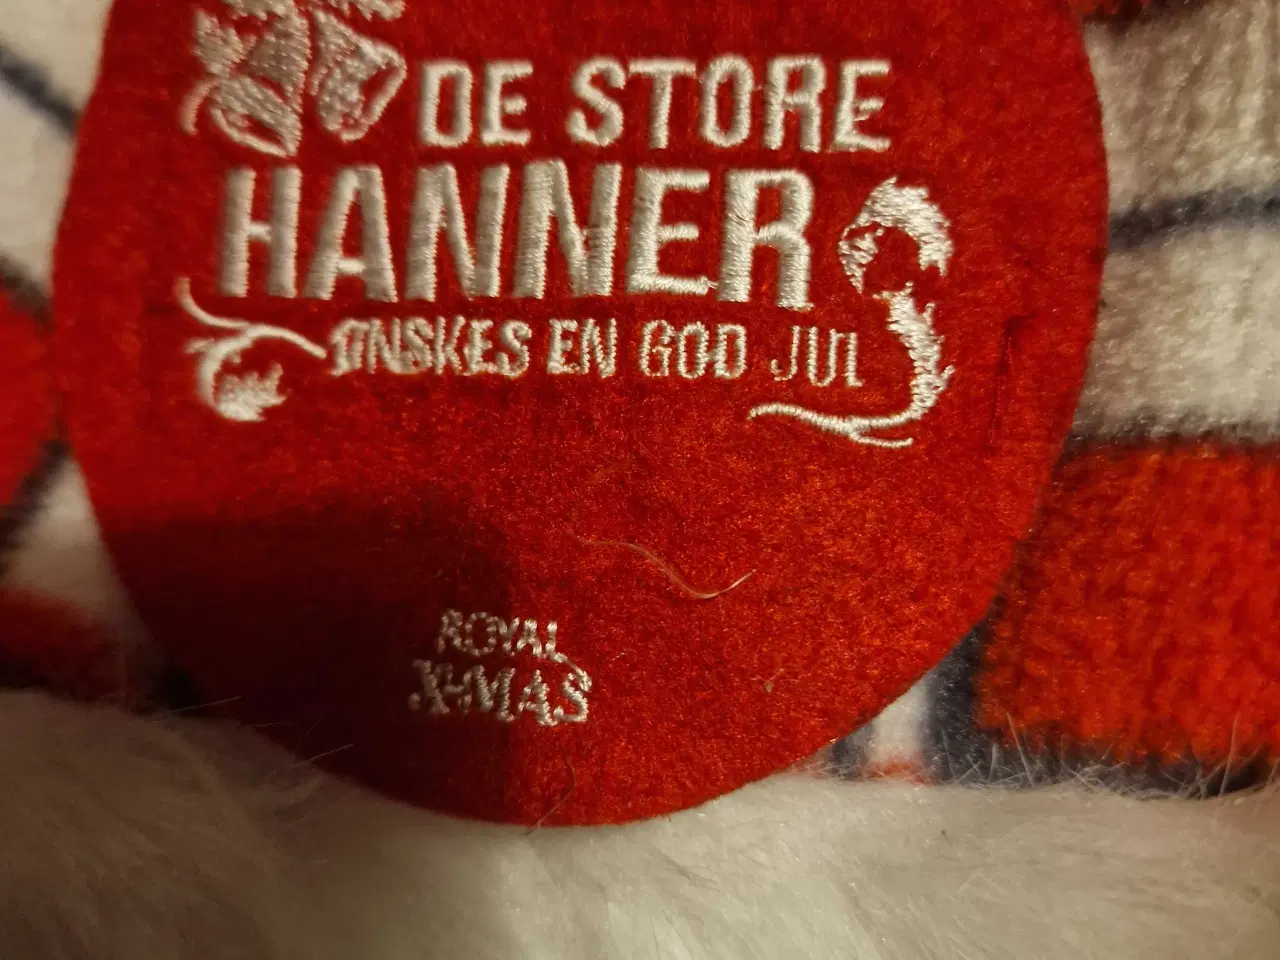 DE STORE
HANNER
ØNSKES EN GOD JUL
ROYAL
X-MAS